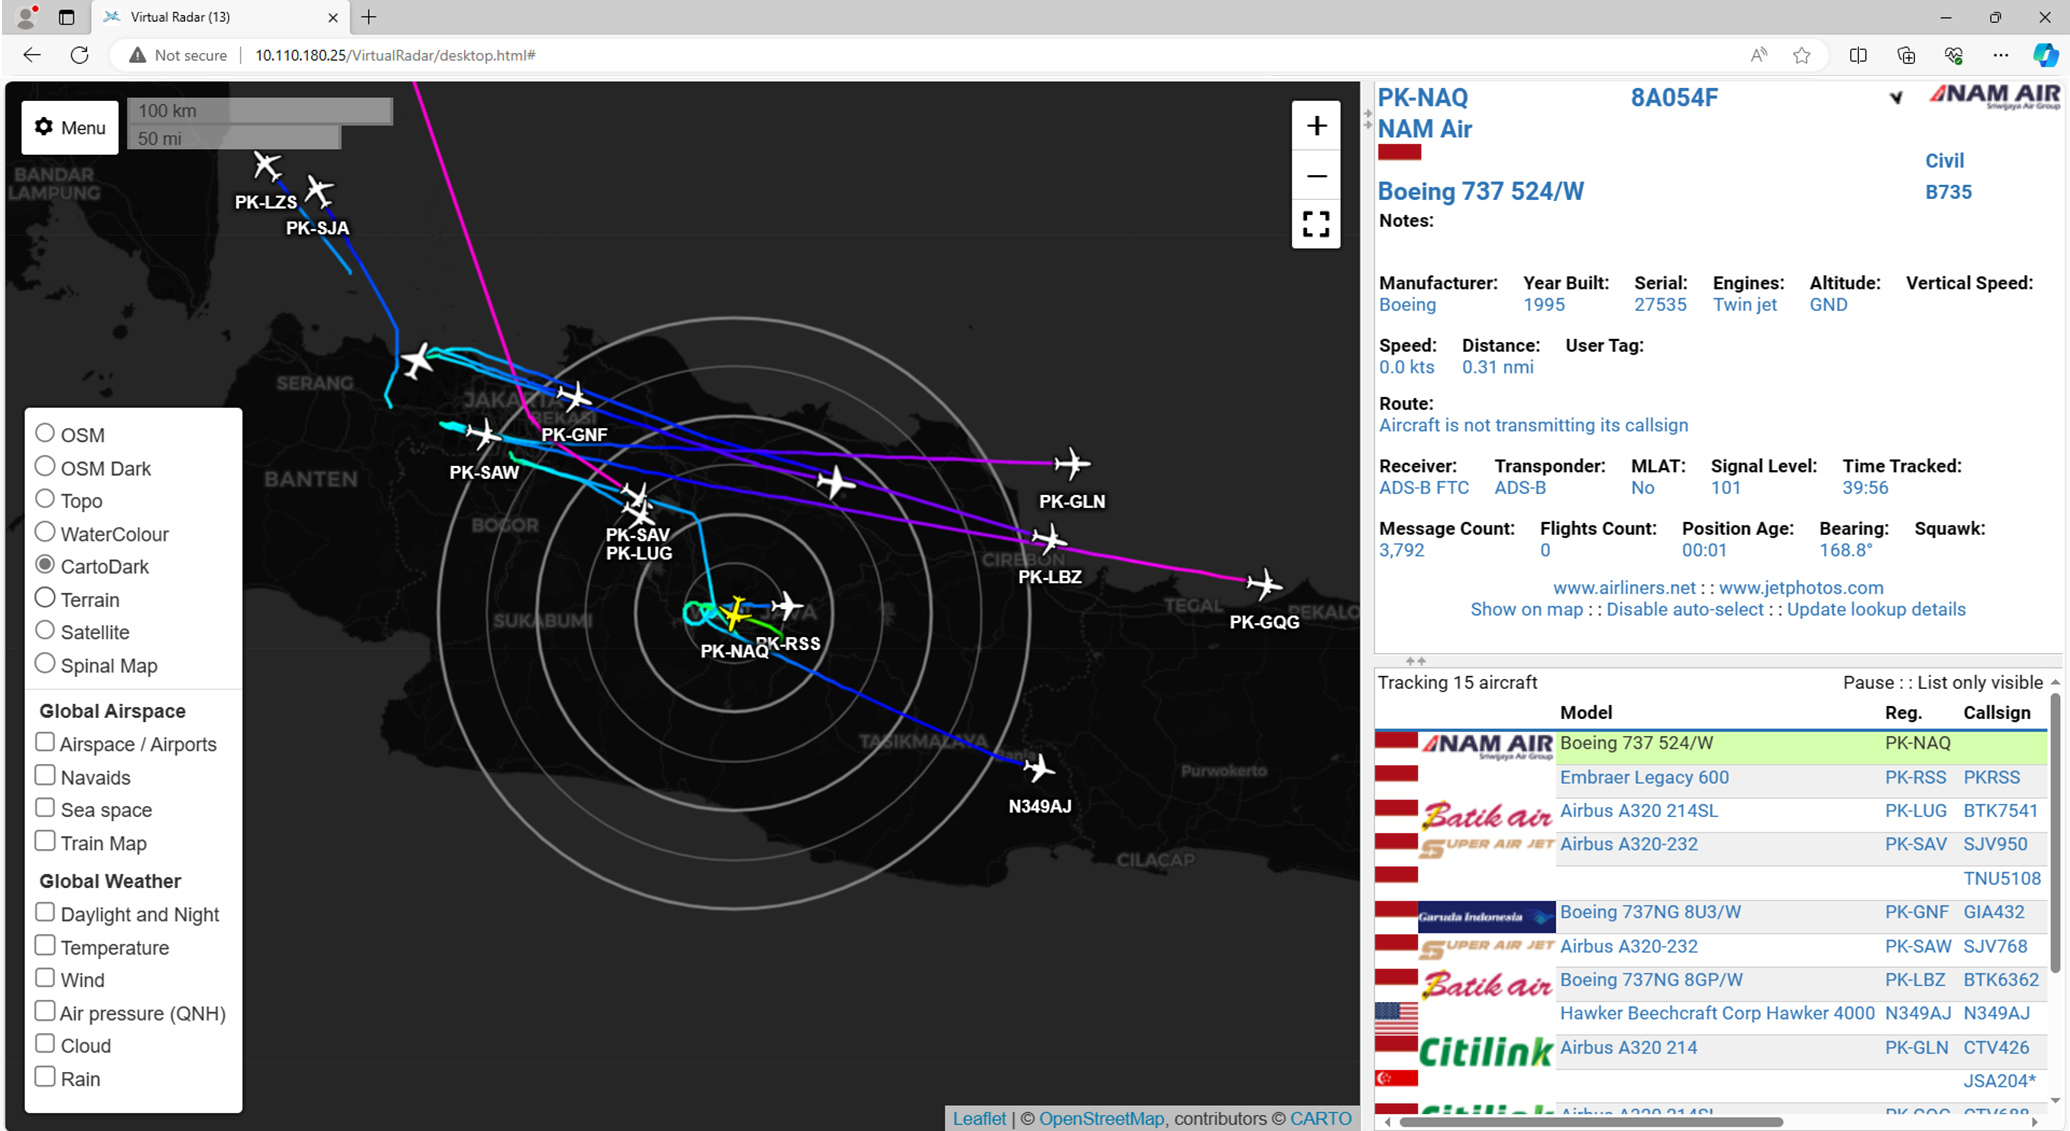 Virtual Radar (13)
Not secure
10.110.180.25/VirtualRadar/desktop.html#
Menu
100 km
50 mi
BANDAR
LAMPUNG
PK-LZS
PK-SJA
SERANG
JAKARTA
BEKASI
PK-GNF
PK-SAW
BANTEN
BOGOR
PK-SAV
PK-LUG
PK-GLN
CIREBON
PK-LBZ
TEGAL
PK-GQG
SUKABUMI
PK-RSS
PK-NAQ
TASIKMALAYA
Banjar
Purwokerto
N349AJ
CILACAP
OSM
OSM Dark
Topo
WaterColour
CartoDark
Terrain
Satellite
Spinal Map
Global Airspace
Airspace / Airports
Navaids
Sea space
Train Map
Global Weather
Daylight and Night
Temperature
Wind
Air pressure (QNH)
Cloud
Rain
Leaflet | © OpenStreetMap, contributors © CARTO
PK-NAQ 8A054F NAM AIR
Sriwijaya Air Group
NAM Air
Civil
Boeing 737 524/W B735
Notes:
Manufacturer: Year Built: Serial: Engines: Altitude: Vertical Speed:
Boeing 1995 27535 Twin jet GND
Speed: Distance: User Tag:
0.0 kts 0.31 nmi
Route:
Aircraft is not transmitting its callsign
Receiver: Transponder: MLAT: Signal Level: Time Tracked:
ADS-B FTC ADS-B No 101 39:56
Message Count: Flights Count: Position Age: Bearing: Squawk:
3,792 0 00:01 168.8°
www.airliners.net : : www.jetphotos.com
Show on map : : Disable auto-select : : Update lookup details
Tracking 15 aircraft Pause : : List only visible
Model Reg. Callsign
NAM AIR Sriwijaya Air Group Boeing 737 524/W PK-NAQ
Embraer Legacy 600 PK-RSS PKRSS
Batik air Airbus A320 214SL PK-LUG BTK7541
SUPER AIR JET Airbus A320-232 PK-SAV SJV950
TNU5108
Garuda Indonesia Boeing 737NG 8U3/W PK-GNF GIA432
SUPER AIR JET Airbus A320-232 PK-SAW SJV768
Batik air Boeing 737NG 8GP/W PK-LBZ BTK6362
Hawker Beechcraft Corp Hawker 4000 N349AJ N349AJ
Citilink Airbus A320 214 PK-GLN CTV426
JSA204*
Citilink Airbus A320 214SL PK-GQG CTV688